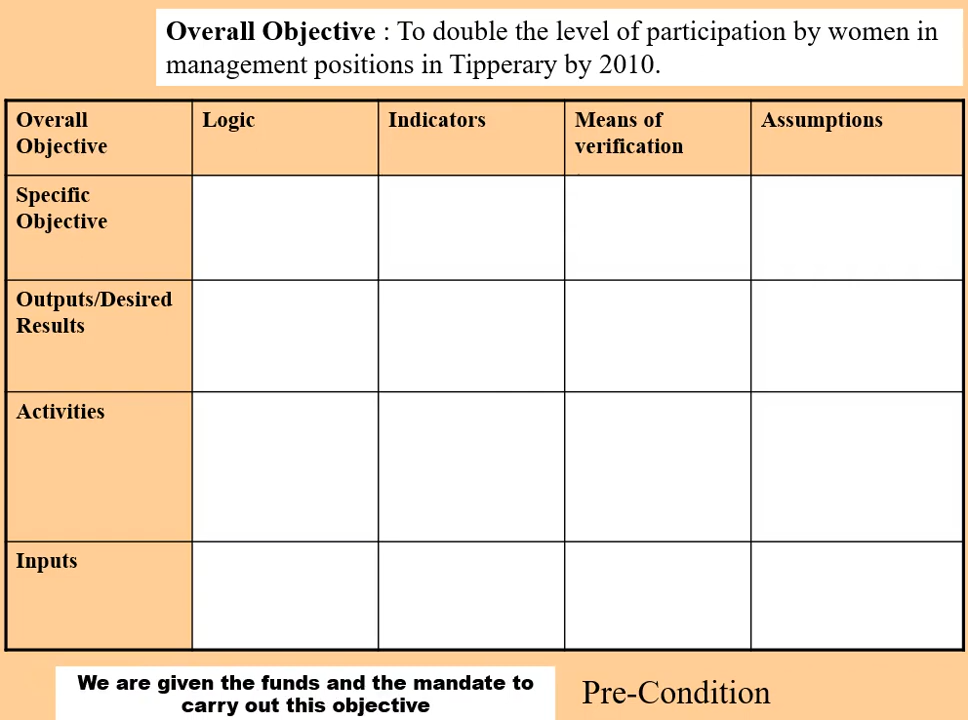 Overall Objective : To double the level of participation by women in
management positions in Tipperary by 2010.
Overall
Objective
Logic
Indicators
Means of
verification
Assumptions
Specific
Objective
Outputs/Desired
Results
Activities
Inputs
We are given the funds and the mandate to
carry out this objective
Pre-Condition